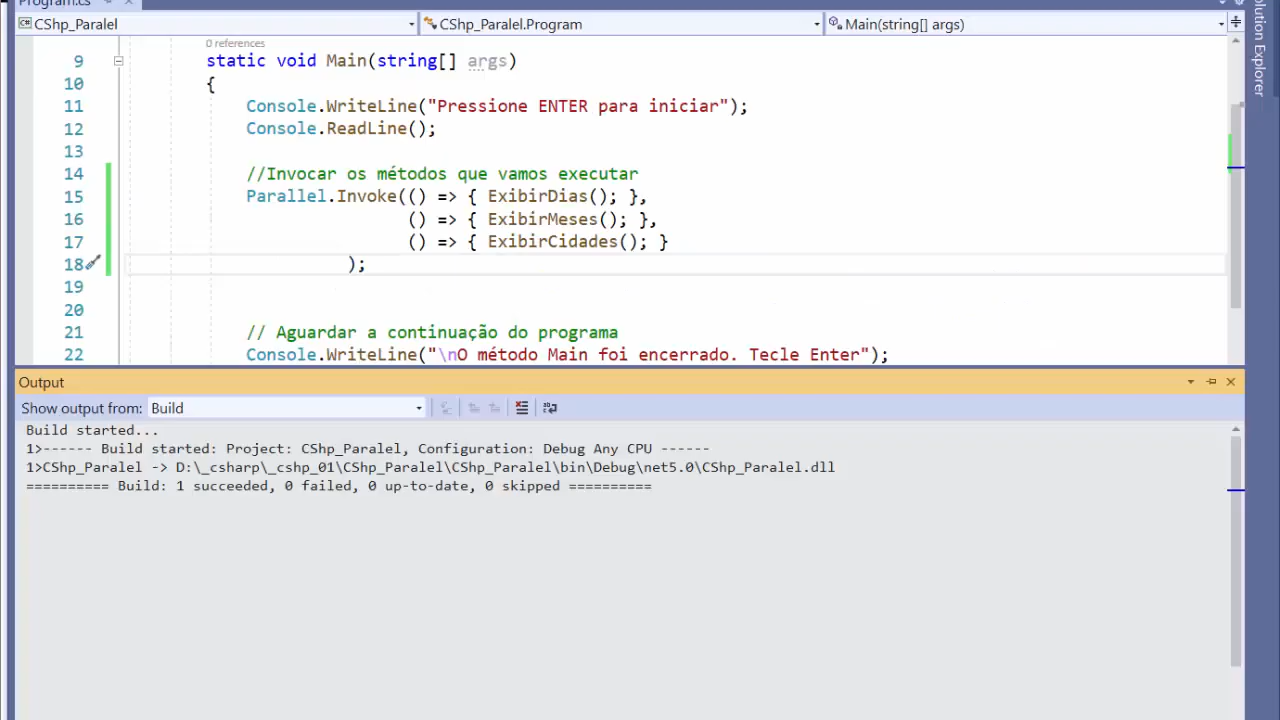 Program.cs
CShp_Paralel
CShp_Paralel.Program
Main(string[] args)
Solution Explorer
0 references
9 static void Main(string[] args)
10 {
11 Console.WriteLine("Pressione ENTER para iniciar");
12 Console.ReadLine();
13
14 //Invocar os métodos que vamos executar
15 Parallel.Invoke(() => { ExibirDias(); },
16 () => { ExibirMeses(); },
17 () => { ExibirCidades(); }
18 );
19
20
21 // Aguardar a continuação do programa
22 Console.WriteLine("\nO método Main foi encerrado. Tecle Enter");
Output
Show output from: Build
Build started...
1>------ Build started: Project: CShp_Paralel, Configuration: Debug Any CPU ------
1>CShp_Paralel -> D:\_csharp\_cshp_01\CShp_Paralel\CShp_Paralel\bin\Debug\net5.0\CShp_Paralel.dll
========== Build: 1 succeeded, 0 failed, 0 up-to-date, 0 skipped ==========